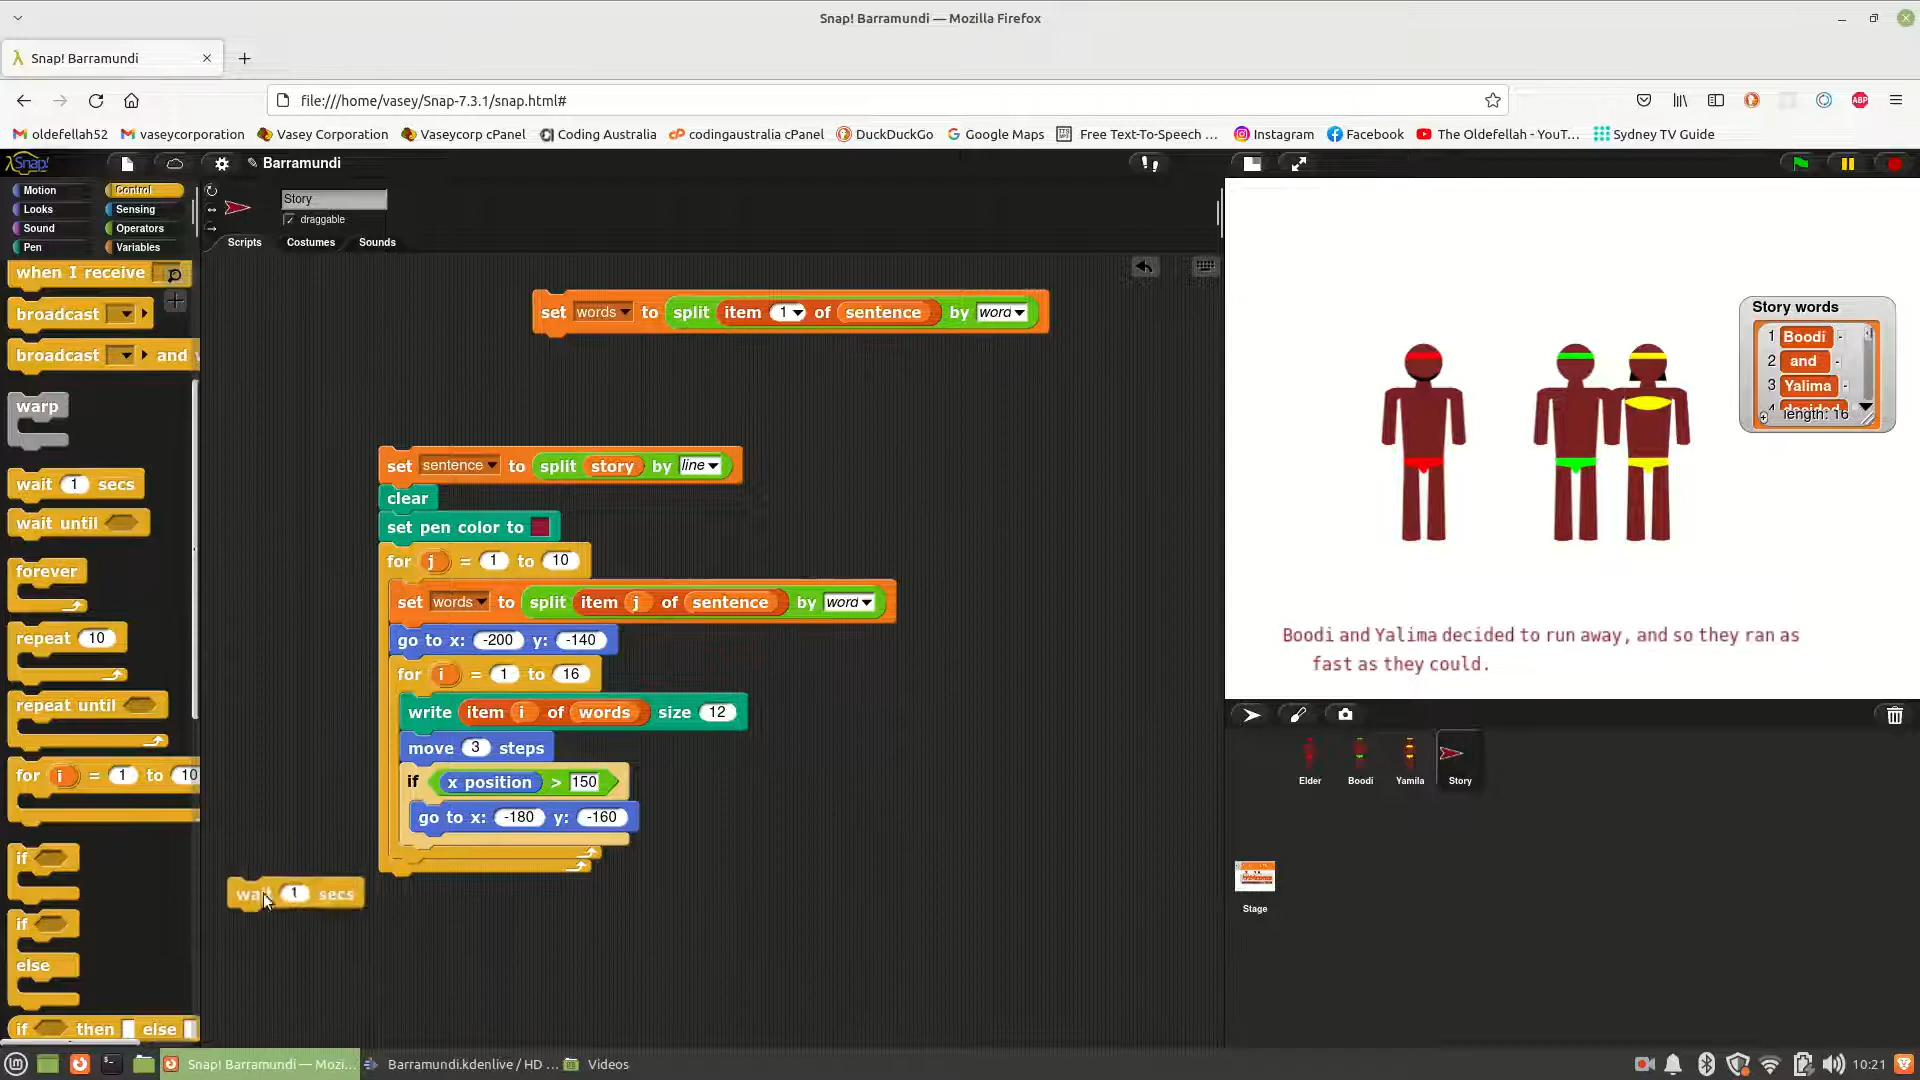 Snap! Barramundi — Mozilla Firefox
Snap! Barramundi
file:///home/vasey/Snap-7.3.1/snap.html#
oldefellah52 vaseycorporation Vasey Corporation Vaseycorp cPanel Coding Australia codingaustralia cPanel DuckDuckGo Google Maps Free Text-To-Speech ... Instagram Facebook The Oldefellah - YouT... Sydney TV Guide
Snap! Barramundi
Motion Control
Looks Sensing
Sound Operators
Pen Variables
Story
draggable
Scripts Costumes Sounds
when I receive
broadcast
broadcast and
warp
wait 1 secs
wait until
forever
repeat 10
repeat until
for i = 1 to 10
if
if
else
if then else
set words to split item 1 of sentence by word
set sentence to split story by line
clear
set pen color to
for j = 1 to 10
set words to split item j of sentence by word
go to x: -200 y: -140
for i = 1 to 16
write item i of words size 12
move 3 steps
if x position > 150
go to x: -180 y: -160
wait 1 secs
Story words
1 Boodi
2 and
3 Yalima
4 decided
length: 16
Boodi and Yalima decided to run away, and so they ran as
fast as they could.
Elder Boodi Yamila Story
Stage
Snap! Barramundi — Mozi... Barramundi.kdenlive / HD ... Videos 10:21